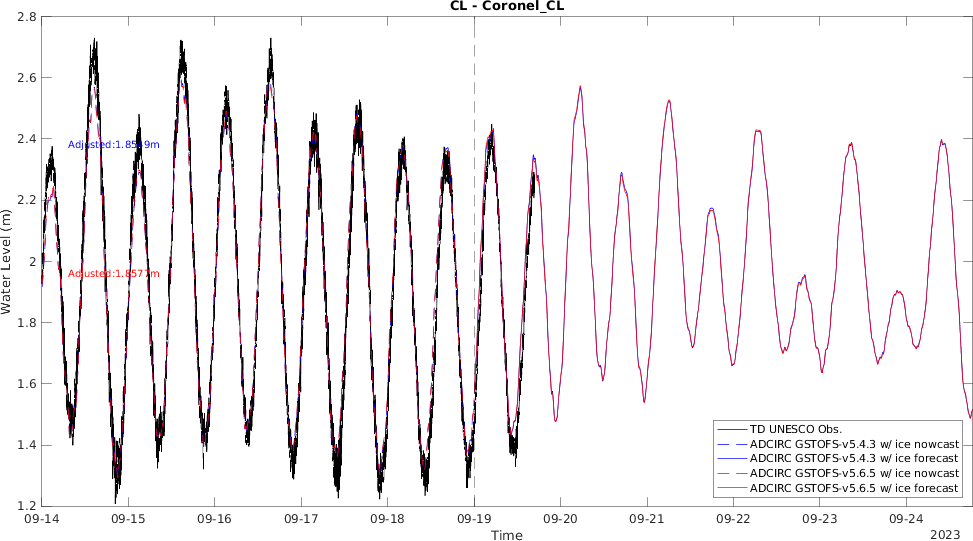 CL - Coronel_CL
2.8
2.6
2.4
2.2
2
1.8
1.6
1.4
1.2
Water Level (m)
Adjusted:1.8577m
TD UNESCO Obs.
ADCIRC GSTOFS-v5.4.3 w/ ice nowcast
ADCIRC GSTOFS-v5.4.3 w/ ice forecast
ADCIRC GSTOFS-v5.6.5 w/ ice nowcast
ADCIRC GSTOFS-v5.6.5 w/ ice forecast
09-14 09-15 09-16 09-17 09-18 09-19 09-20 09-21 09-22 09-23 09-24
Time
2023